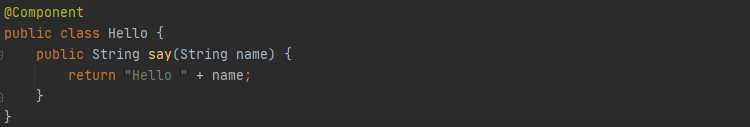 @Component
public class Hello {
    public String say(String name) {
        return "Hello " + name;
    }
}